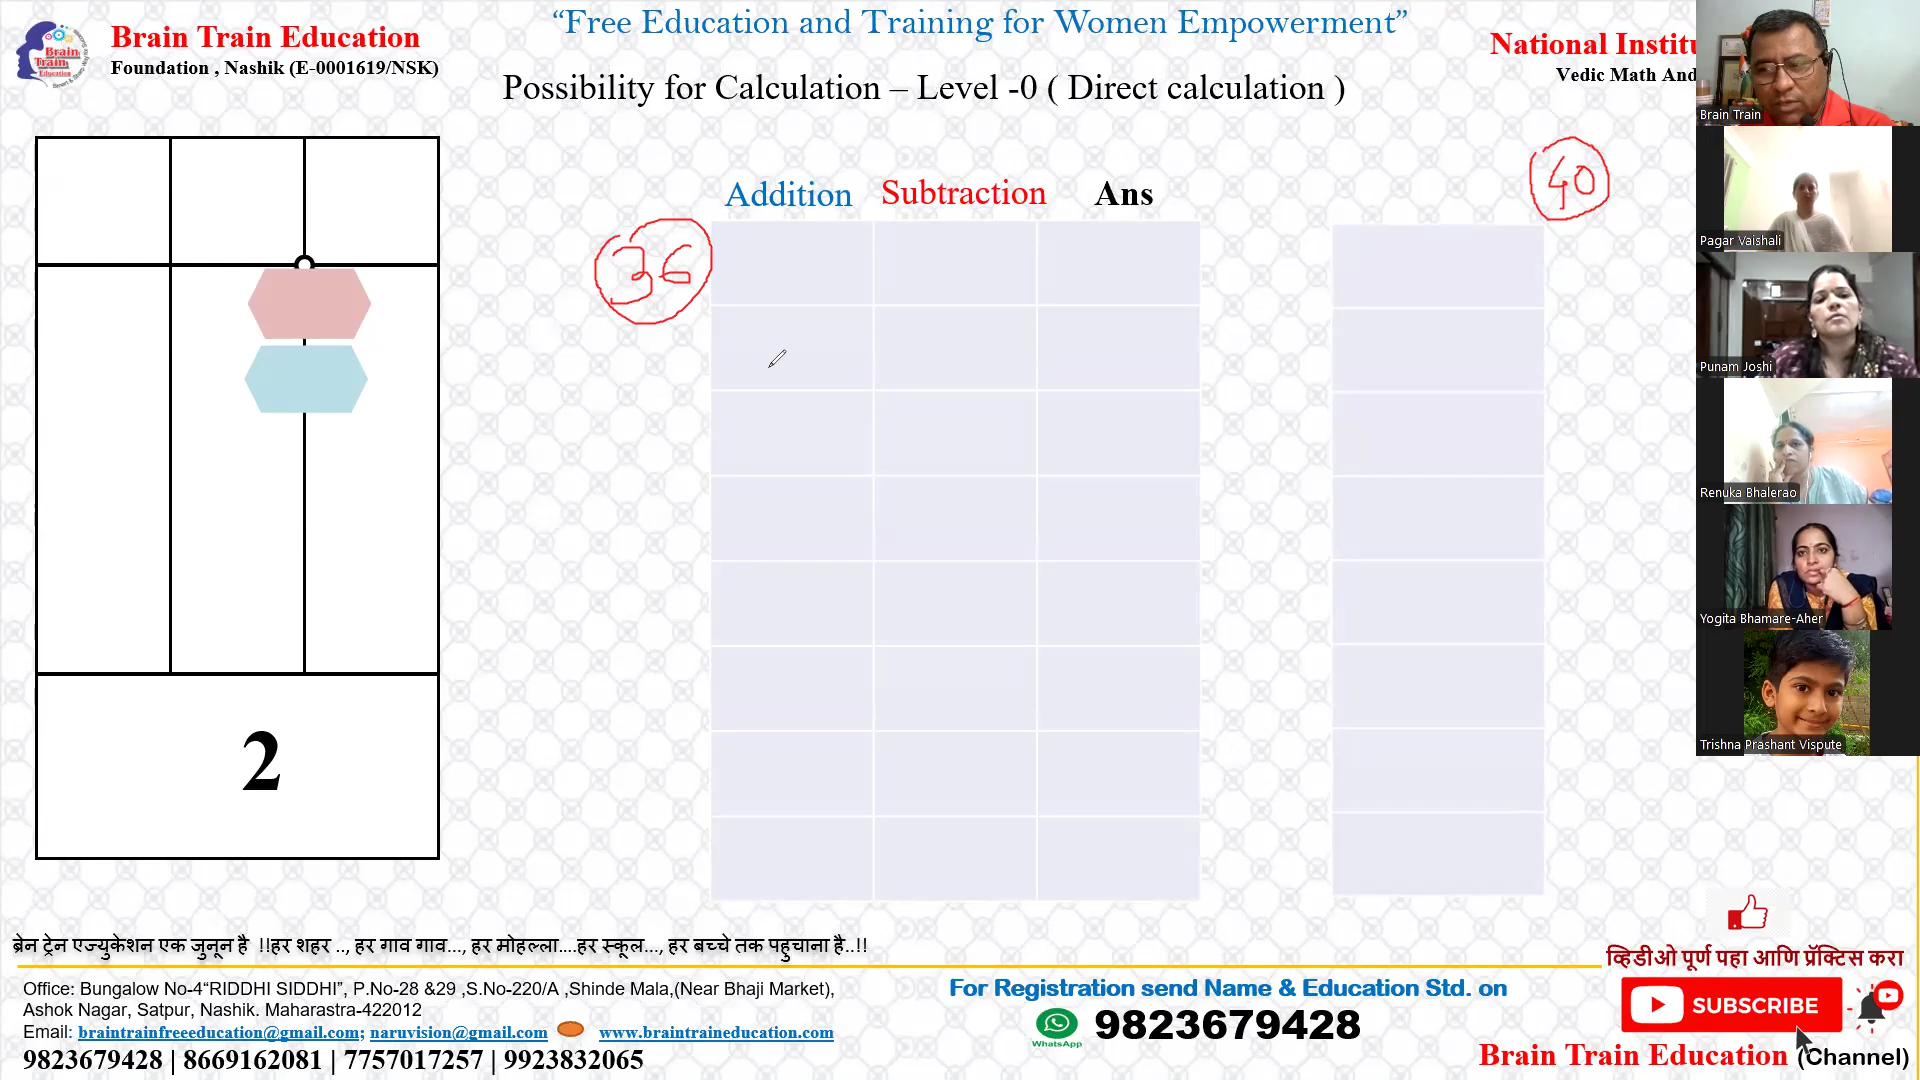 Brain Train Education
Foundation , Nashik (E-0001619/NSK)
Brain
Train
Education
“Free Education and Training for Women Empowerment”
Possibility for Calculation – Level -0 ( Direct calculation )
National Institu
Vedic Math And
Addition Subtraction Ans
36
40
2
Brain Train
Pagar Vaishali
Punam Joshi
Renuka Bhalerao
Yogita Bhamare-Aher
Trishna Prashant Vispute
ब्रेन ट्रेन एज्युकेशन एक जुनून है !!हर शहर .., हर गाव गाव..., हर मोहल्ला....हर स्कूल..., हर बच्चे तक पहुचाना है..!!
Office: Bungalow No-4“RIDDHI SIDDHI”, P.No-28 &29 ,S.No-220/A ,Shinde Mala,(Near Bhaji Market),
Ashok Nagar, Satpur, Nashik. Maharastra-422012
Email: braintrainfreeeducation@gmail.com; naruvision@gmail.com www.braintraineducation.com
9823679428 | 8669162081 | 7757017257 | 9923832065
For Registration send Name & Education Std. on
WhatsApp
9823679428
व्हिडीओ पूर्ण पहा आणि प्रॅक्टिस करा
SUBSCRIBE
Brain Train Education (Channel)